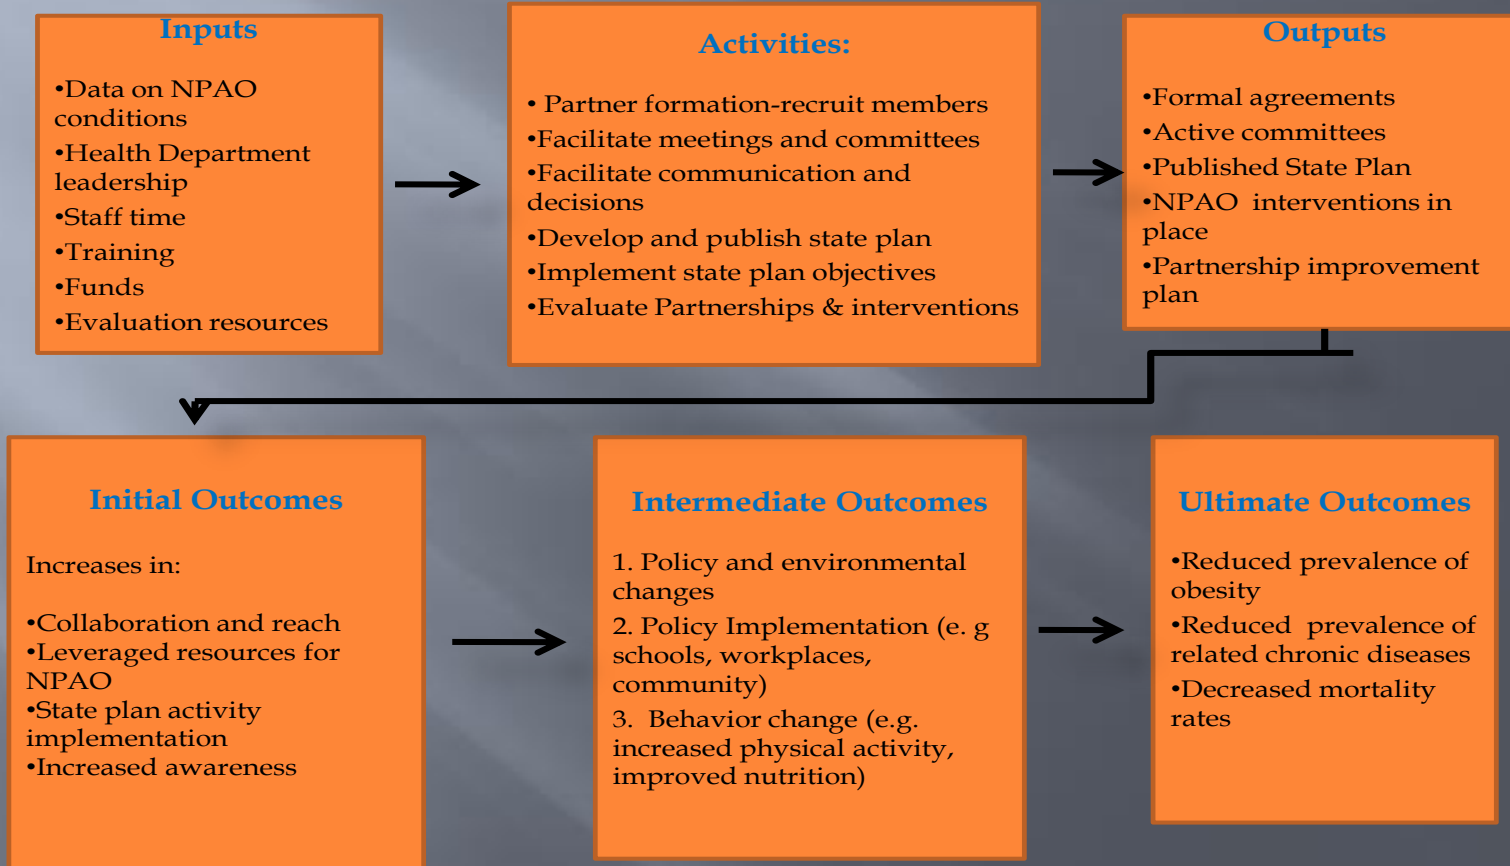 Inputs
•Data on NPAO
conditions
•Health Department
leadership
•Staff time
•Training
•Funds
•Evaluation resources
Activities:
• Partner formation-recruit members
•Facilitate meetings and committees
•Facilitate communication and
decisions
•Develop and publish state plan
•Implement state plan objectives
•Evaluate Partnerships & interventions
Outputs
•Formal agreements
•Active committees
•Published State Plan
•NPAO interventions in
place
•Partnership improvement
plan
Initial Outcomes
Increases in:
•Collaboration and reach
•Leveraged resources for
NPAO
•State plan activity
implementation
•Increased awareness
Intermediate Outcomes
1. Policy and environmental
changes
2. Policy Implementation (e. g
schools, workplaces,
community)
3. Behavior change (e.g.
increased physical activity,
improved nutrition)
Ultimate Outcomes
•Reduced prevalence of
obesity
•Reduced prevalence of
related chronic diseases
•Decreased mortality
rates